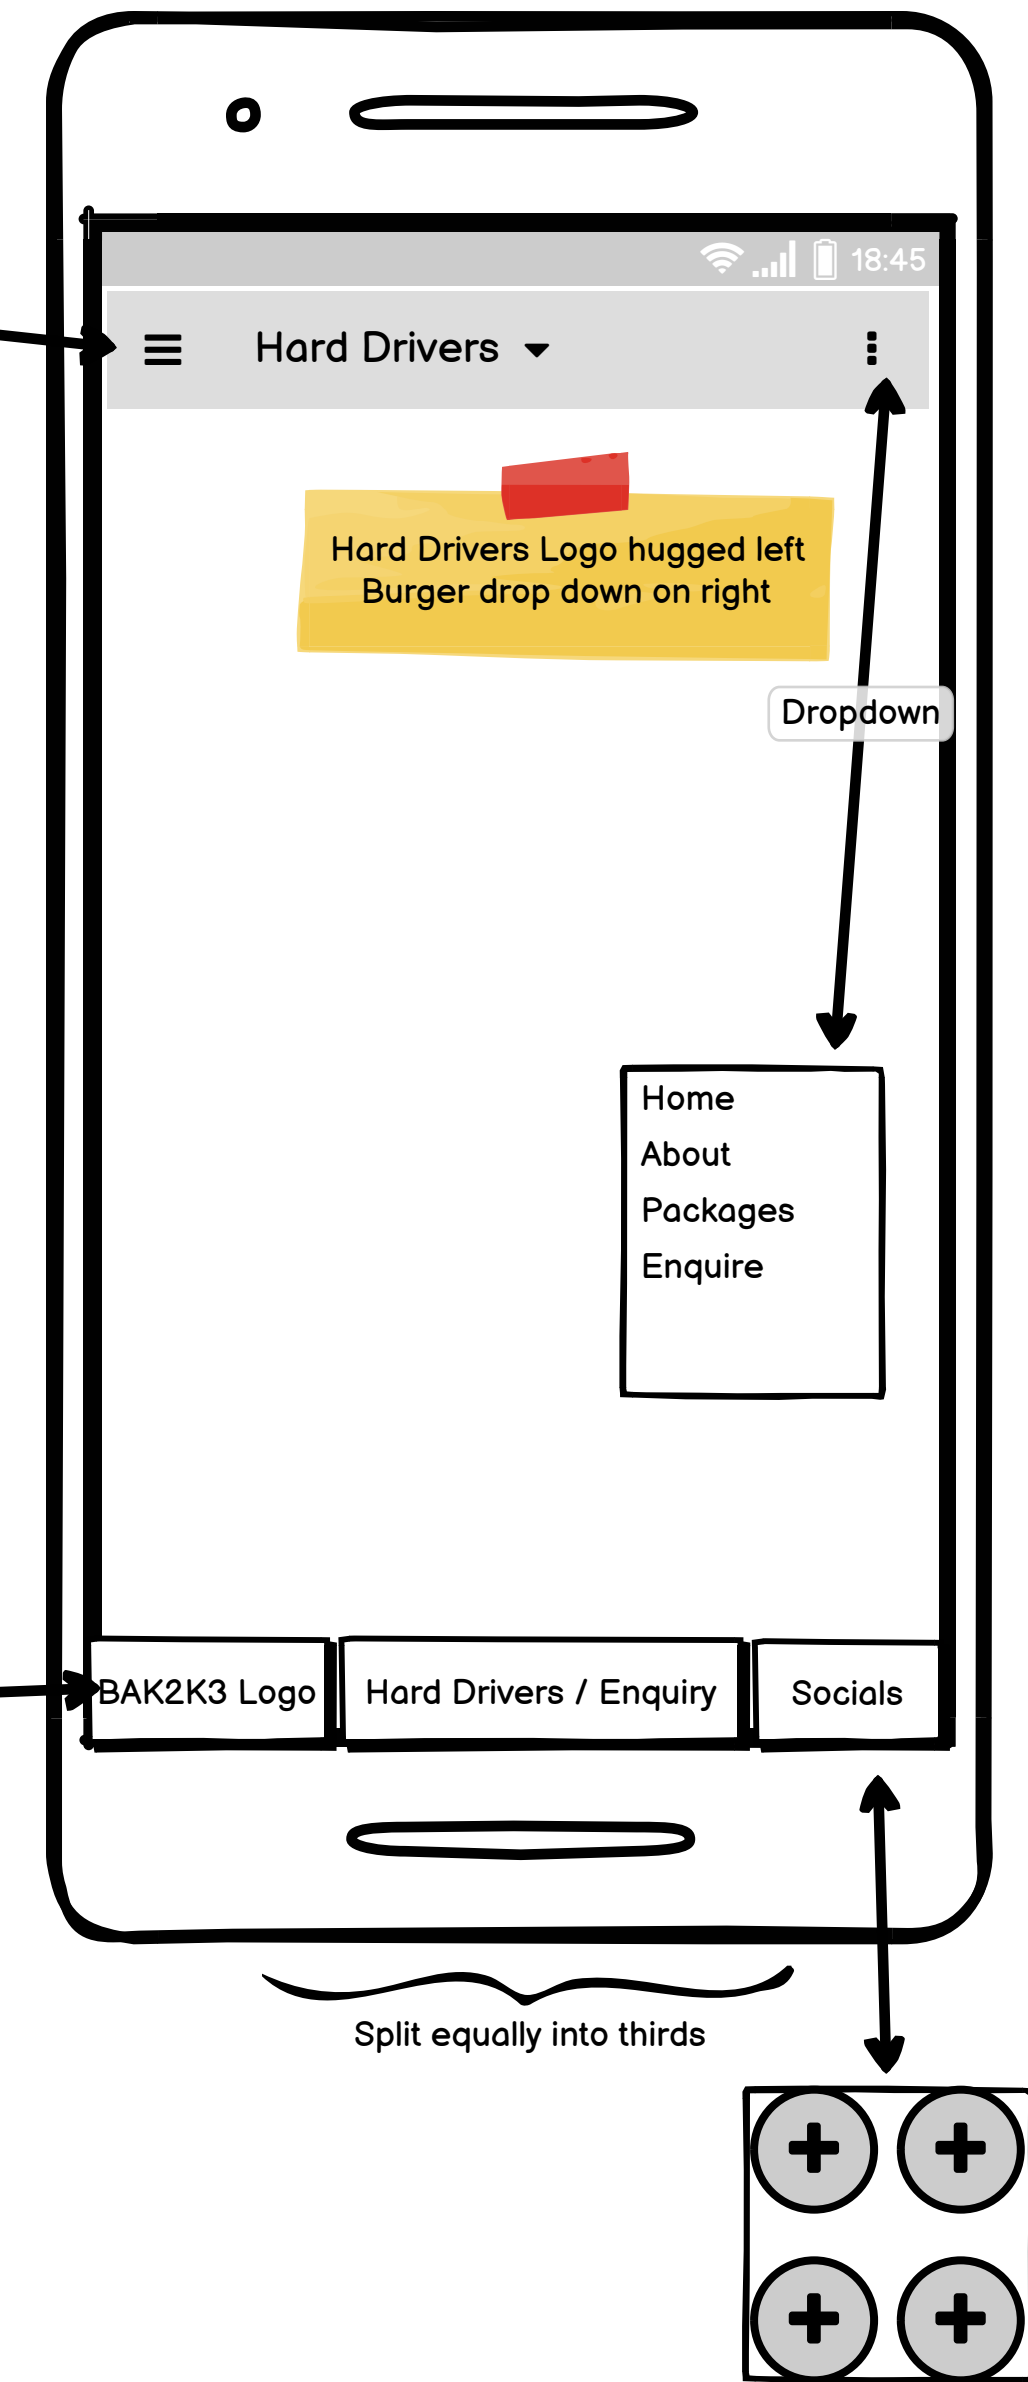 18:45
Hard Drivers
Hard Drivers Logo hugged left
Burger drop down on right
Dropdown
Home
About
Packages
Enquire
BAK2K3 Logo
Hard Drivers / Enquiry
Socials
Split equally into thirds